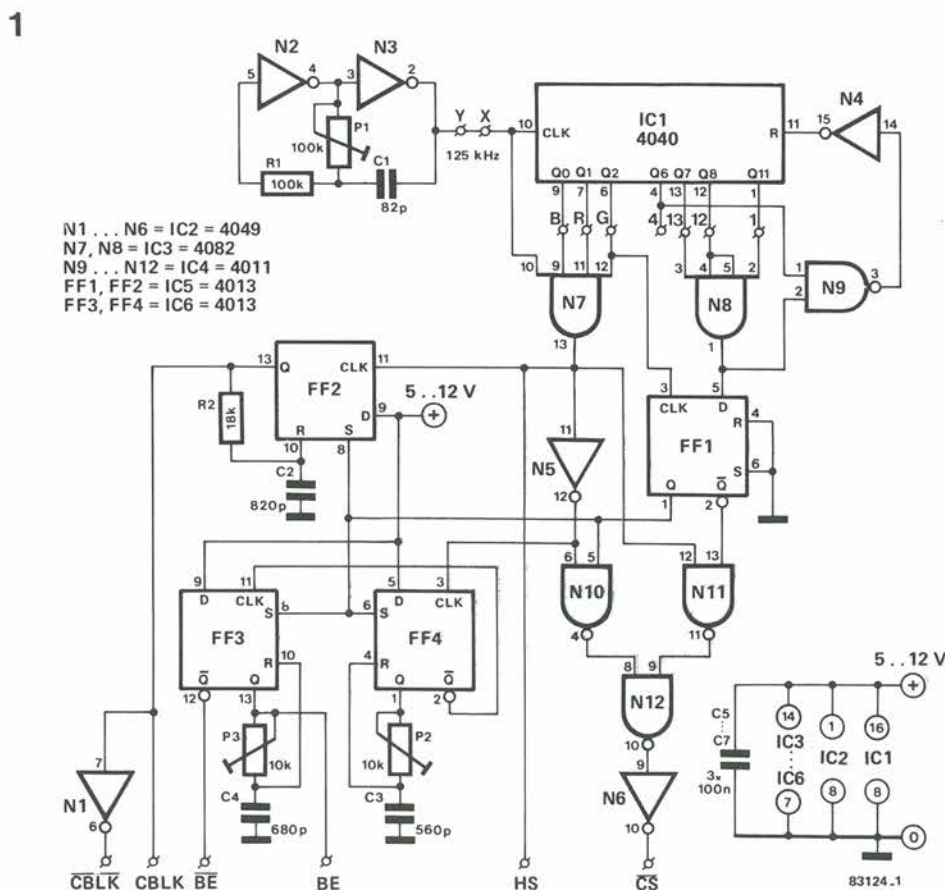 1
N2
N3
5
4
3
2
P1
100k
R1
100k
C1
82p
Y X
125 kHz
10 CLK
IC1
4040
R 11
15
N4
14
Q0 Q1 Q2 Q6 Q7 Q8 Q11
9 7 6 4 13 12 1
B R G 4 13 12 1
N1 ... N6 = IC2 = 4049
N7, N8 = IC3 = 4082
N9 ... N12 = IC4 = 4011
FF1, FF2 = IC5 = 4013
FF3, FF4 = IC6 = 4013
10 9 11 12
N7
13
3 4 5 2
N8
1
1
2
N9
3
13 Q
CLK 11
FF2
D 9
R S
10 8
R2
18k
C2
820p
5 . . 12 V
+
3 5
CLK D
R 4
FF1
S 6
Q Q̅
1 2
11
N5
12
6 5
N10
4
12 13
N11
11
9 11
D CLK
S 8
FF3
R 10
Q̅ Q
12 13
5 3
D CLK
6 S
FF4
4 R
Q Q̅
1 2
P3
10k
C4
680p
P2
10k
C3
560p
8 9
N12
10
9
N6
10
7
N1
6
5 . . 12 V
+
C5
C7
3x
100n
14
IC3
IC6
7
1
IC2
8
16
IC1
8
0
C̅B̅L̅K̅ CBLK B̅E̅ BE HS C̅S̅
83124_1